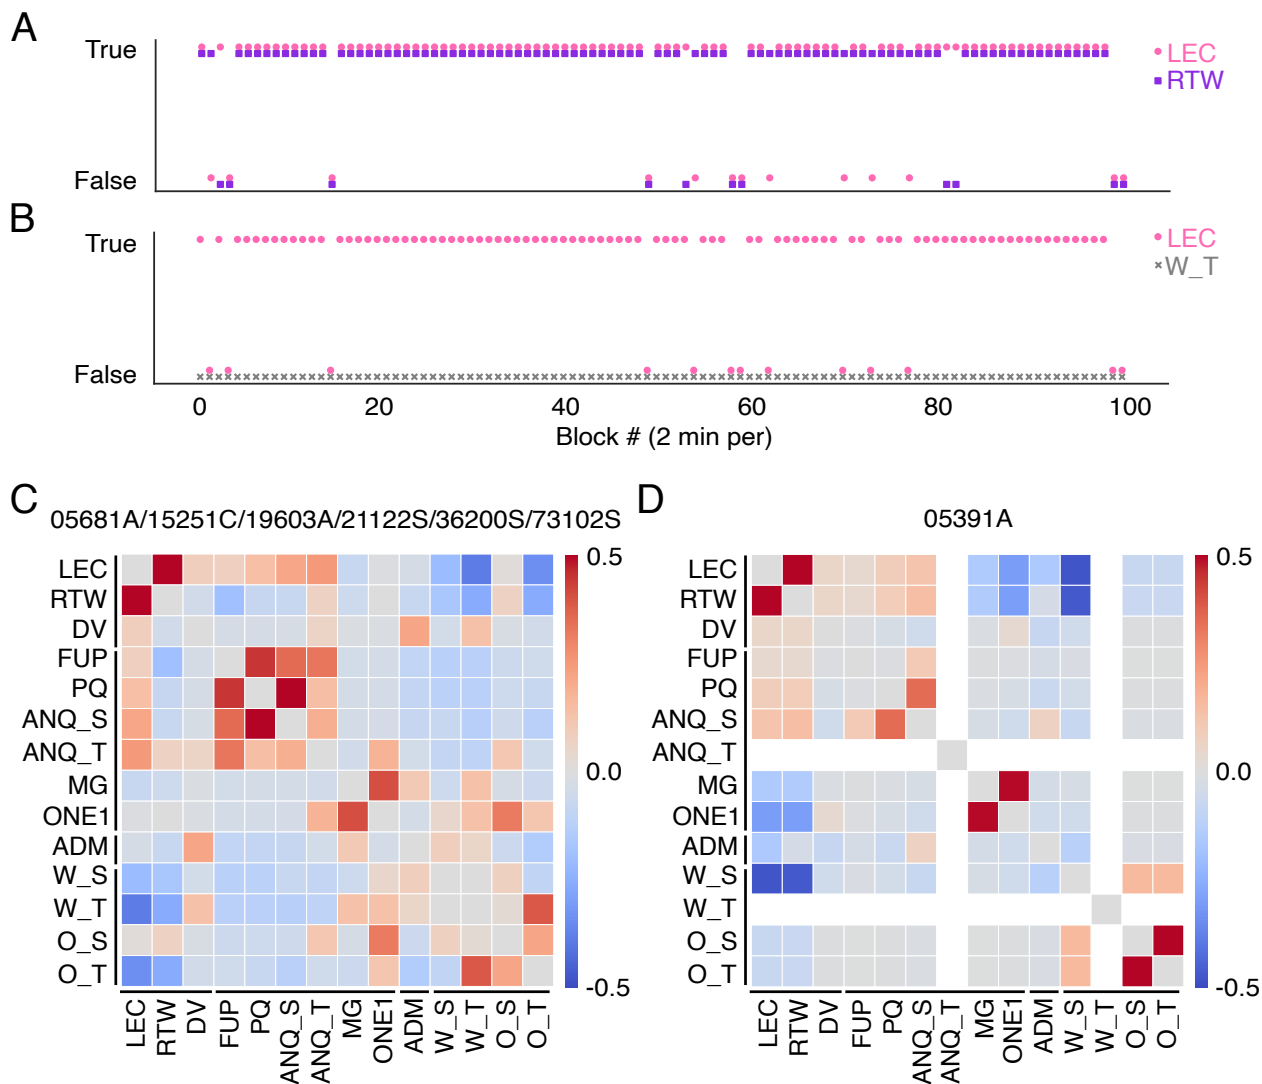 A
True
False
LEC
RTW
B
True
False
LEC
W_T
0 20 40 60 80 100
Block # (2 min per)
C
05681A/15251C/19603A/21122S/36200S/73102S
LEC
RTW
DV
FUP
PQ
ANQ_S
ANQ_T
MG
ONE1
ADM
W_S
W_T
O_S
O_T
0.5
0.0
-0.5
LEC
RTW
DV
FUP
PQ
ANQ_S
ANQ_T
MG
ONE1
ADM
W_S
W_T
O_S
O_T
D
05391A
LEC
RTW
DV
FUP
PQ
ANQ_S
ANQ_T
MG
ONE1
ADM
W_S
W_T
O_S
O_T
0.5
0.0
-0.5
LEC
RTW
DV
FUP
PQ
ANQ_S
ANQ_T
MG
ONE1
ADM
W_S
W_T
O_S
O_T